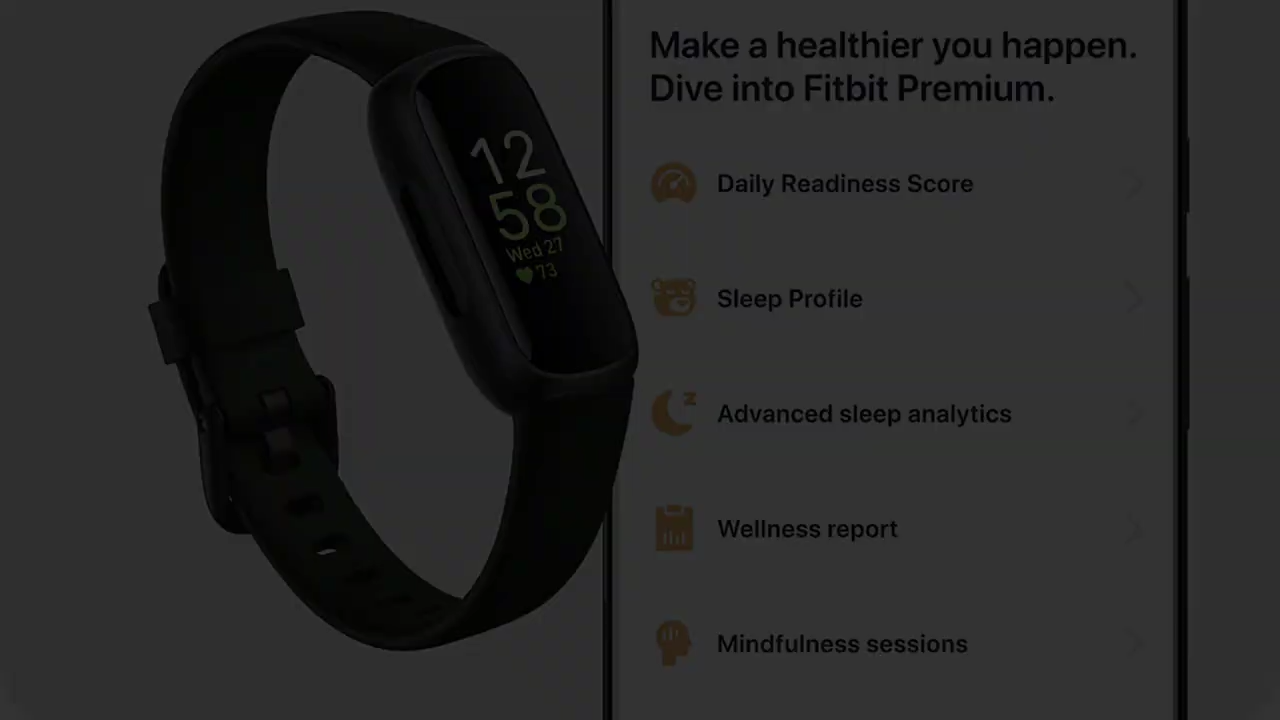 12
58
Wed 27
73
Make a healthier you happen.
Dive into Fitbit Premium.
Daily Readiness Score
Sleep Profile
Advanced sleep analytics
Wellness report
Mindfulness sessions